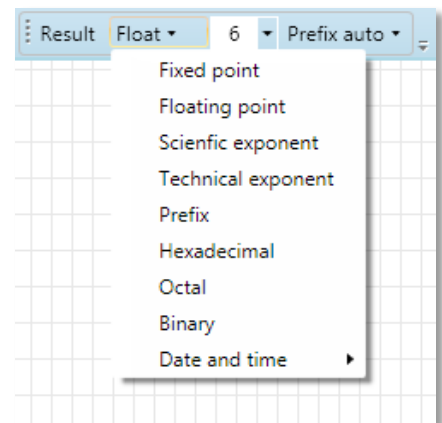 Result Float 6 Prefix auto
Fixed point
Floating point
Scienfic exponent
Technical exponent
Prefix
Hexadecimal
Octal
Binary
Date and time